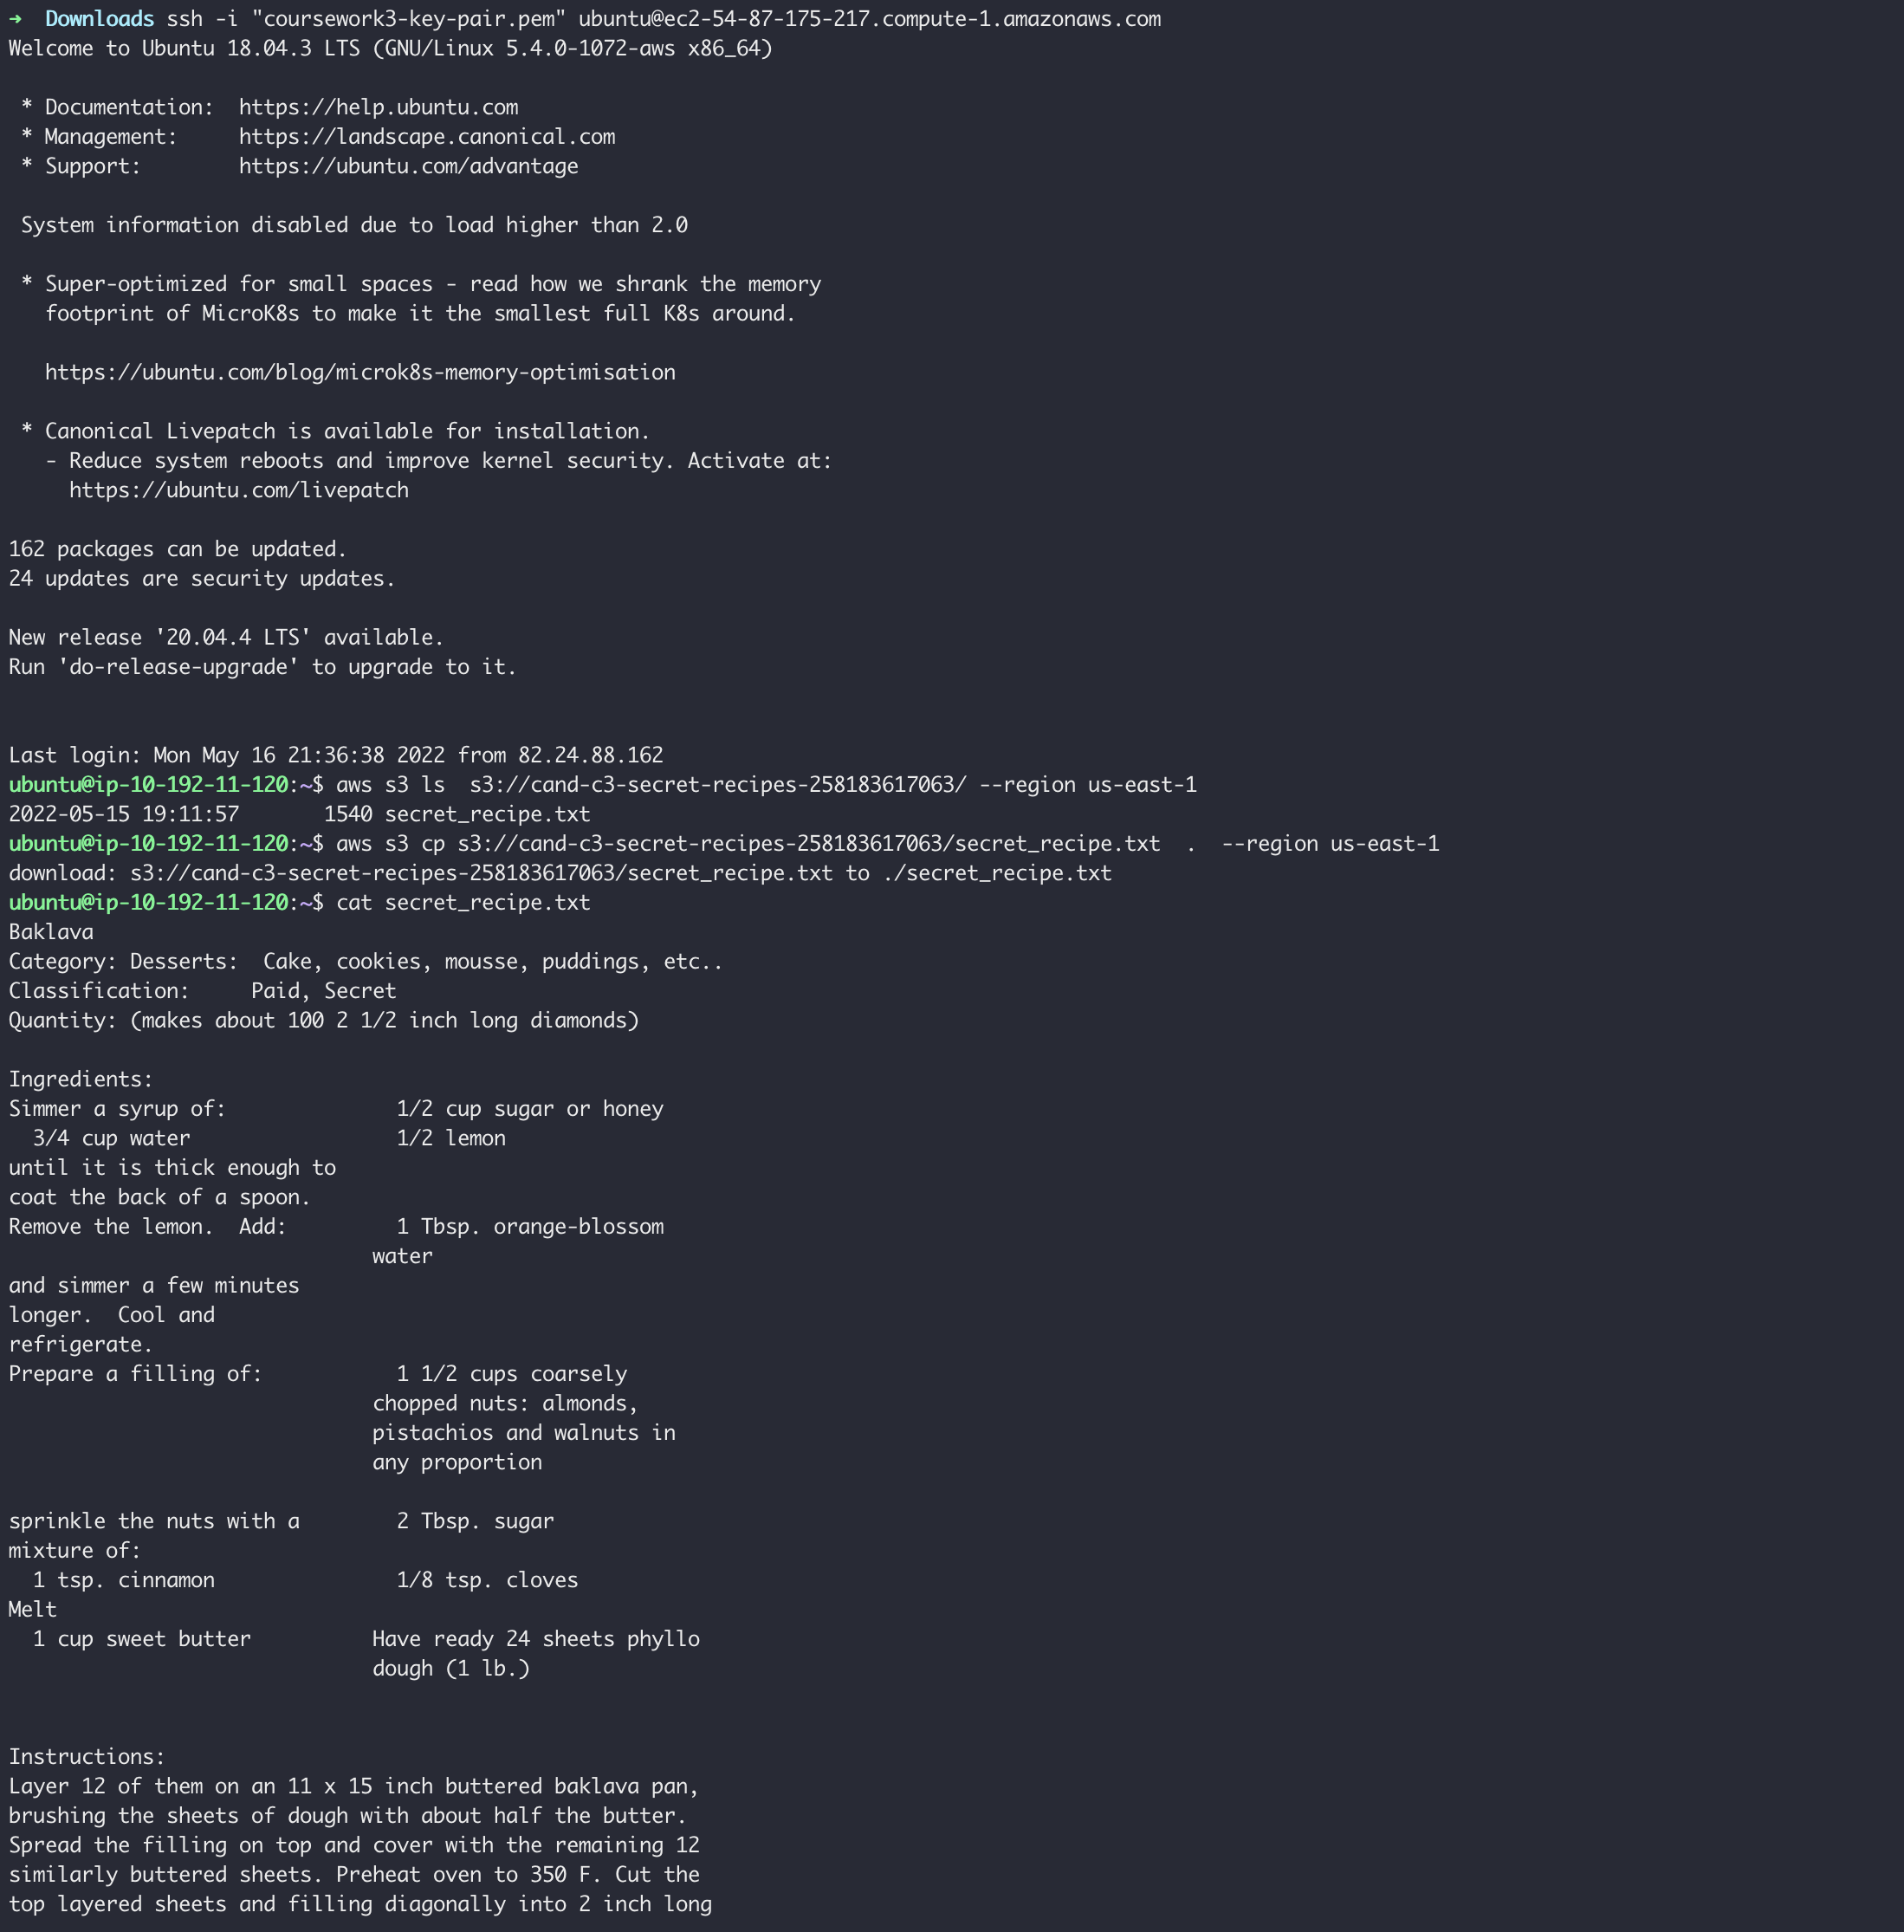 ➜  Downloads ssh -i "coursework3-key-pair.pem" ubuntu@ec2-54-87-175-217.compute-1.amazonaws.com
Welcome to Ubuntu 18.04.3 LTS (GNU/Linux 5.4.0-1072-aws x86_64)

 * Documentation:  https://help.ubuntu.com
 * Management:     https://landscape.canonical.com
 * Support:        https://ubuntu.com/advantage

 System information disabled due to load higher than 2.0

 * Super-optimized for small spaces - read how we shrank the memory
   footprint of MicroK8s to make it the smallest full K8s around.

   https://ubuntu.com/blog/microk8s-memory-optimisation

 * Canonical Livepatch is available for installation.
   - Reduce system reboots and improve kernel security. Activate at:
     https://ubuntu.com/livepatch

162 packages can be updated.
24 updates are security updates.

New release '20.04.4 LTS' available.
Run 'do-release-upgrade' to upgrade to it.


Last login: Mon May 16 21:36:38 2022 from 82.24.88.162
ubuntu@ip-10-192-11-120:~$ aws s3 ls  s3://cand-c3-secret-recipes-258183617063/ --region us-east-1
2022-05-15 19:11:57       1540 secret_recipe.txt
ubuntu@ip-10-192-11-120:~$ aws s3 cp s3://cand-c3-secret-recipes-258183617063/secret_recipe.txt  .  --region us-east-1
download: s3://cand-c3-secret-recipes-258183617063/secret_recipe.txt to ./secret_recipe.txt
ubuntu@ip-10-192-11-120:~$ cat secret_recipe.txt
Baklava
Category: Desserts:  Cake, cookies, mousse, puddings, etc..
Classification:     Paid, Secret
Quantity: (makes about 100 2 1/2 inch long diamonds)

Ingredients:
Simmer a syrup of:              1/2 cup sugar or honey
  3/4 cup water                 1/2 lemon
until it is thick enough to
coat the back of a spoon.
Remove the lemon.  Add:         1 Tbsp. orange-blossom
                              water
and simmer a few minutes
longer.  Cool and
refrigerate.
Prepare a filling of:           1 1/2 cups coarsely
                              chopped nuts: almonds,
                              pistachios and walnuts in
                              any proportion

sprinkle the nuts with a        2 Tbsp. sugar
mixture of:
  1 tsp. cinnamon               1/8 tsp. cloves
Melt
  1 cup sweet butter          Have ready 24 sheets phyllo
                              dough (1 lb.)


Instructions:
Layer 12 of them on an 11 x 15 inch buttered baklava pan,
brushing the sheets of dough with about half the butter.
Spread the filling on top and cover with the remaining 12
similarly buttered sheets. Preheat oven to 350 F. Cut the
top layered sheets and filling diagonally into 2 inch long